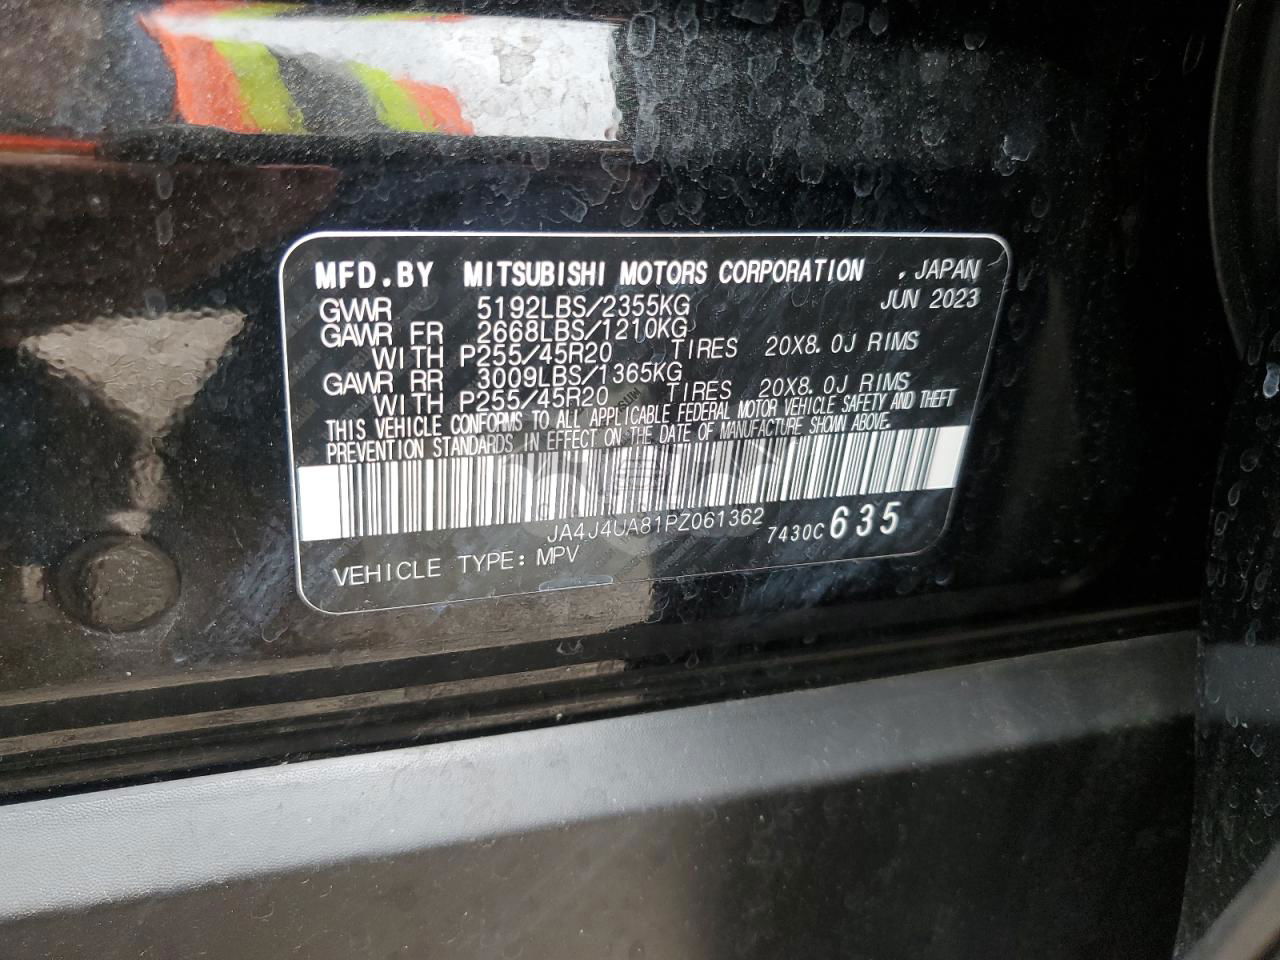 MFD.BY MITSUBISHI MOTORS CORPORATION , JAPAN
GVWR 5192LBS/2355KG JUN 2023
GAWR FR 2668LBS/1210KG
WITH P255/45R20 TIRES 20X8.0J RIMS
GAWR RR 3009LBS/1365KG
WITH P255/45R20 TIRES 20X8.0J RIMS
THIS VEHICLE CONFORMS TO ALL APPLICABLE FEDERAL MOTOR VEHICLE SAFETY AND THEFT
PREVENTION STANDARDS IN EFFECT ON THE DATE OF MANUFACTURE SHOWN ABOVE.
JA4J4UA81PZ061362 7430C 635
VEHICLE TYPE: MPV